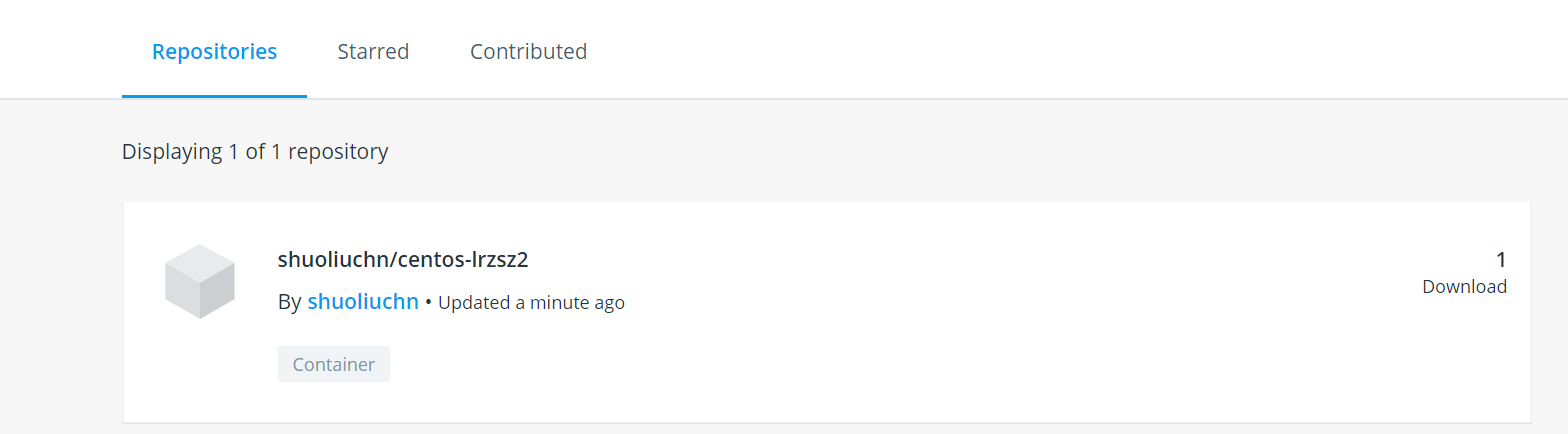 Repositories Starred Contributed
Displaying 1 of 1 repository
shuoliuchn/centos-lrzsz2
1
By shuoliuchn • Updated a minute ago
Download
Container